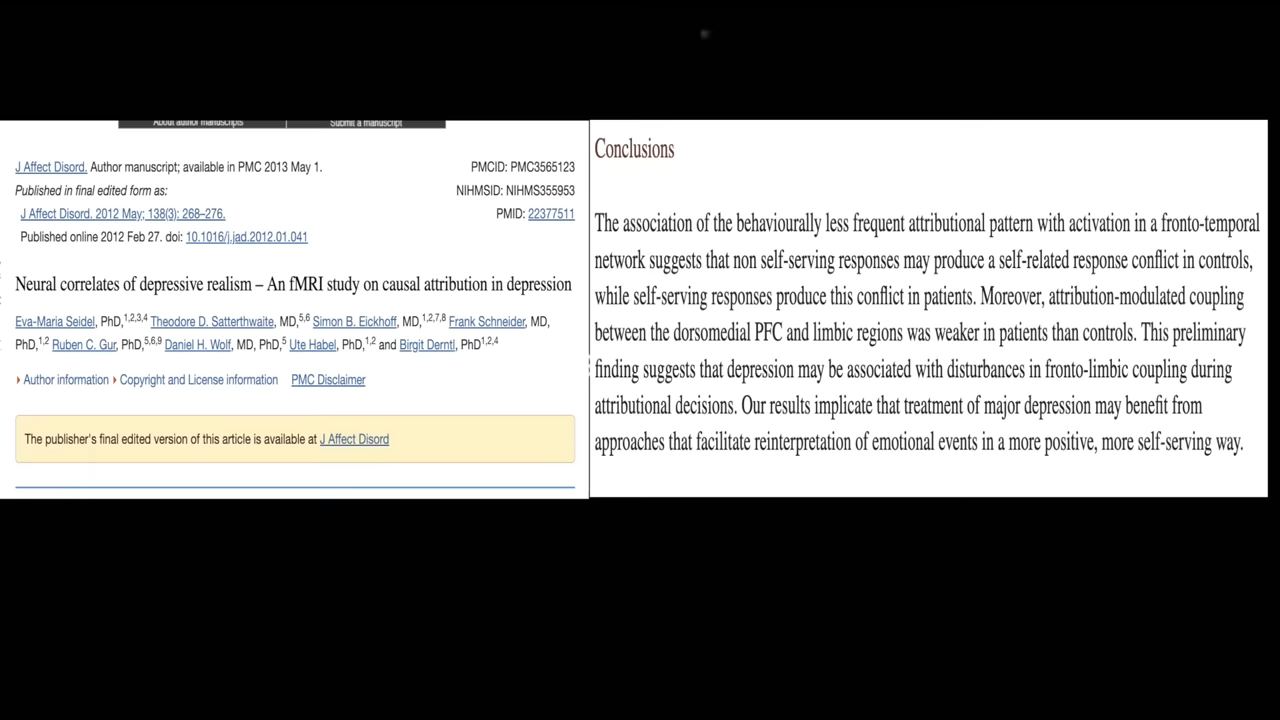 About author manuscripts
Submit a manuscript
J Affect Disord. Author manuscript; available in PMC 2013 May 1.
PMCID: PMC3565123
Published in final edited form as:
NIHMSID: NIHMS355953
J Affect Disord. 2012 May; 138(3): 268–276.
PMID: 22377511
Published online 2012 Feb 27. doi: 10.1016/j.jad.2012.01.041
Neural correlates of depressive realism – An fMRI study on causal attribution in depression
Eva-Maria Seidel, PhD,1,2,3,4 Theodore D. Satterthwaite, MD,5,6 Simon B. Eickhoff, MD,1,2,7,8 Frank Schneider, MD,
PhD,1,2 Ruben C. Gur, PhD,5,6,9 Daniel H. Wolf, MD, PhD,5 Ute Habel, PhD,1,2 and Birgit Derntl, PhD1,2,4
Author information Copyright and License information PMC Disclaimer
The publisher's final edited version of this article is available at J Affect Disord
Conclusions
The association of the behaviourally less frequent attributional pattern with activation in a fronto-temporal
network suggests that non self-serving responses may produce a self-related response conflict in controls,
while self-serving responses produce this conflict in patients. Moreover, attribution-modulated coupling
between the dorsomedial PFC and limbic regions was weaker in patients than controls. This preliminary
finding suggests that depression may be associated with disturbances in fronto-limbic coupling during
attributional decisions. Our results implicate that treatment of major depression may benefit from
approaches that facilitate reinterpretation of emotional events in a more positive, more self-serving way.